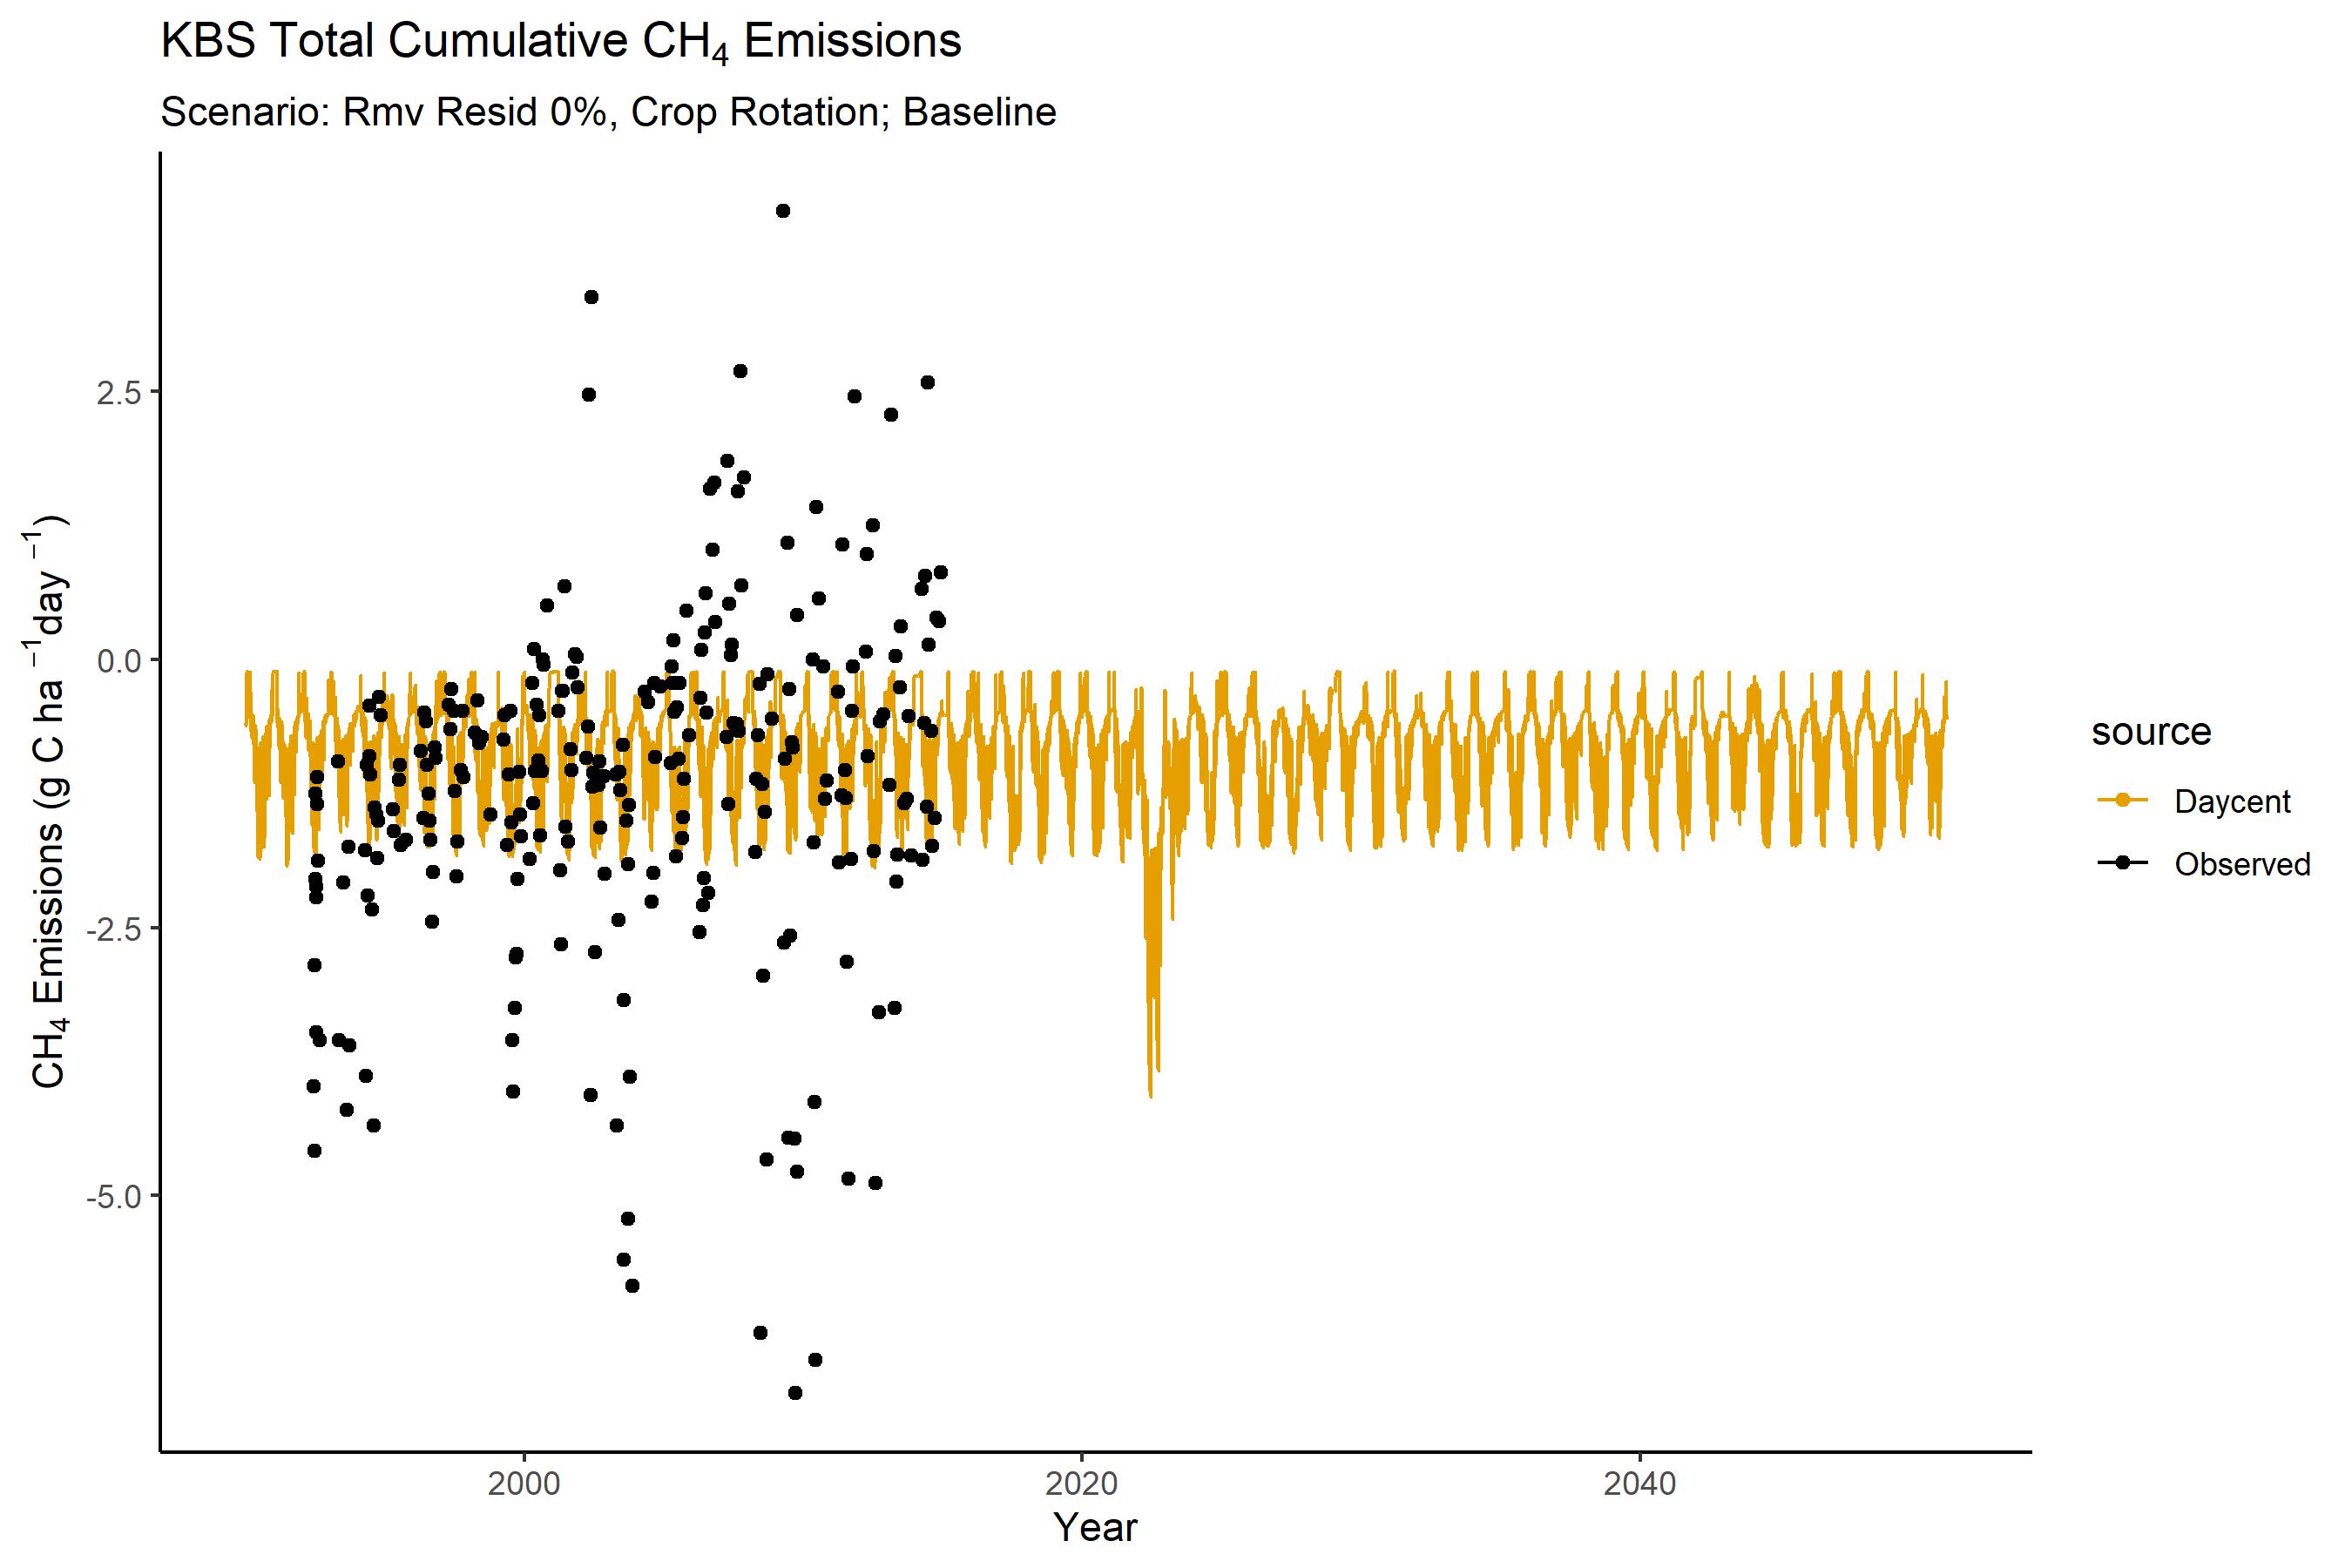 KBS Total Cumulative CH₄ Emissions
Scenario: Rmv Resid 0%, Crop Rotation; Baseline
CH₄ Emissions (g C ha ⁻¹day ⁻¹)
2.5
0.0
-2.5
-5.0
2000
2020
2040
Year
source
Daycent
Observed